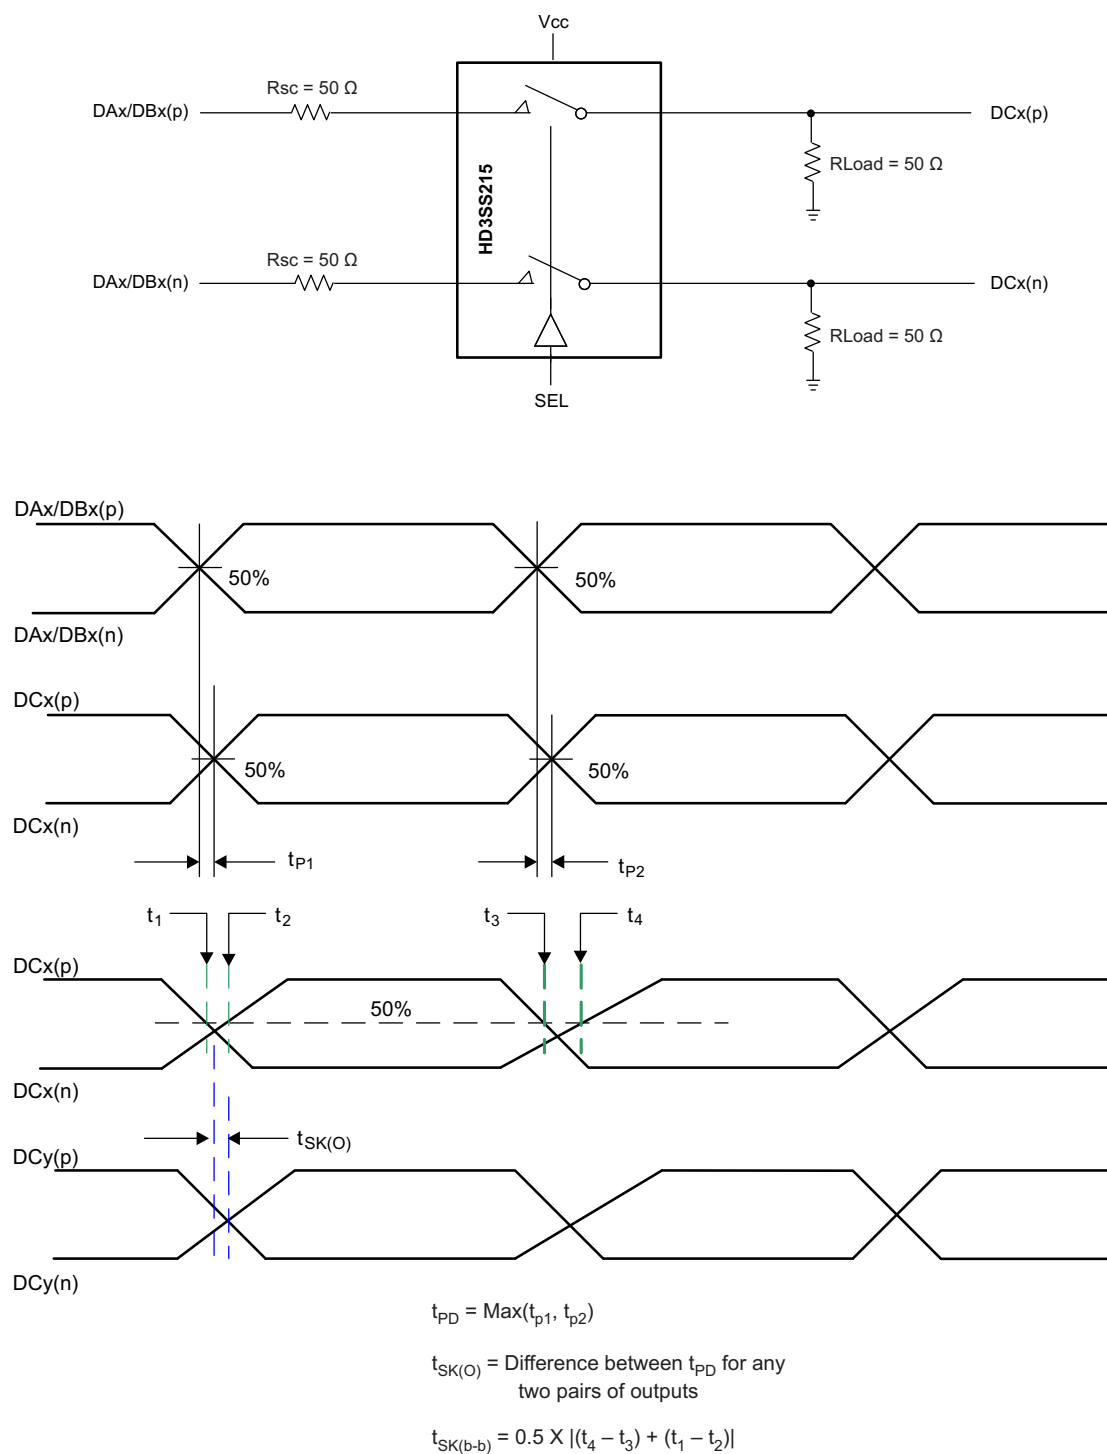 Vcc
Rsc = 50 Ω
DAx/DBx(p)
DCx(p)
RLoad = 50 Ω
HD3SS215
Rsc = 50 Ω
DAx/DBx(n)
DCx(n)
RLoad = 50 Ω
SEL
DAx/DBx(p)
50%
50%
DAx/DBx(n)
DCx(p)
50%
50%
DCx(n)
tP1
tP2
t1
t2
t3
t4
DCx(p)
50%
DCx(n)
tSK(O)
DCy(p)
DCy(n)
tPD = Max(tp1, tp2)
tSK(O) = Difference between tPD for any
two pairs of outputs
tSK(b-b) = 0.5 X |(t4 – t3) + (t1 – t2)|